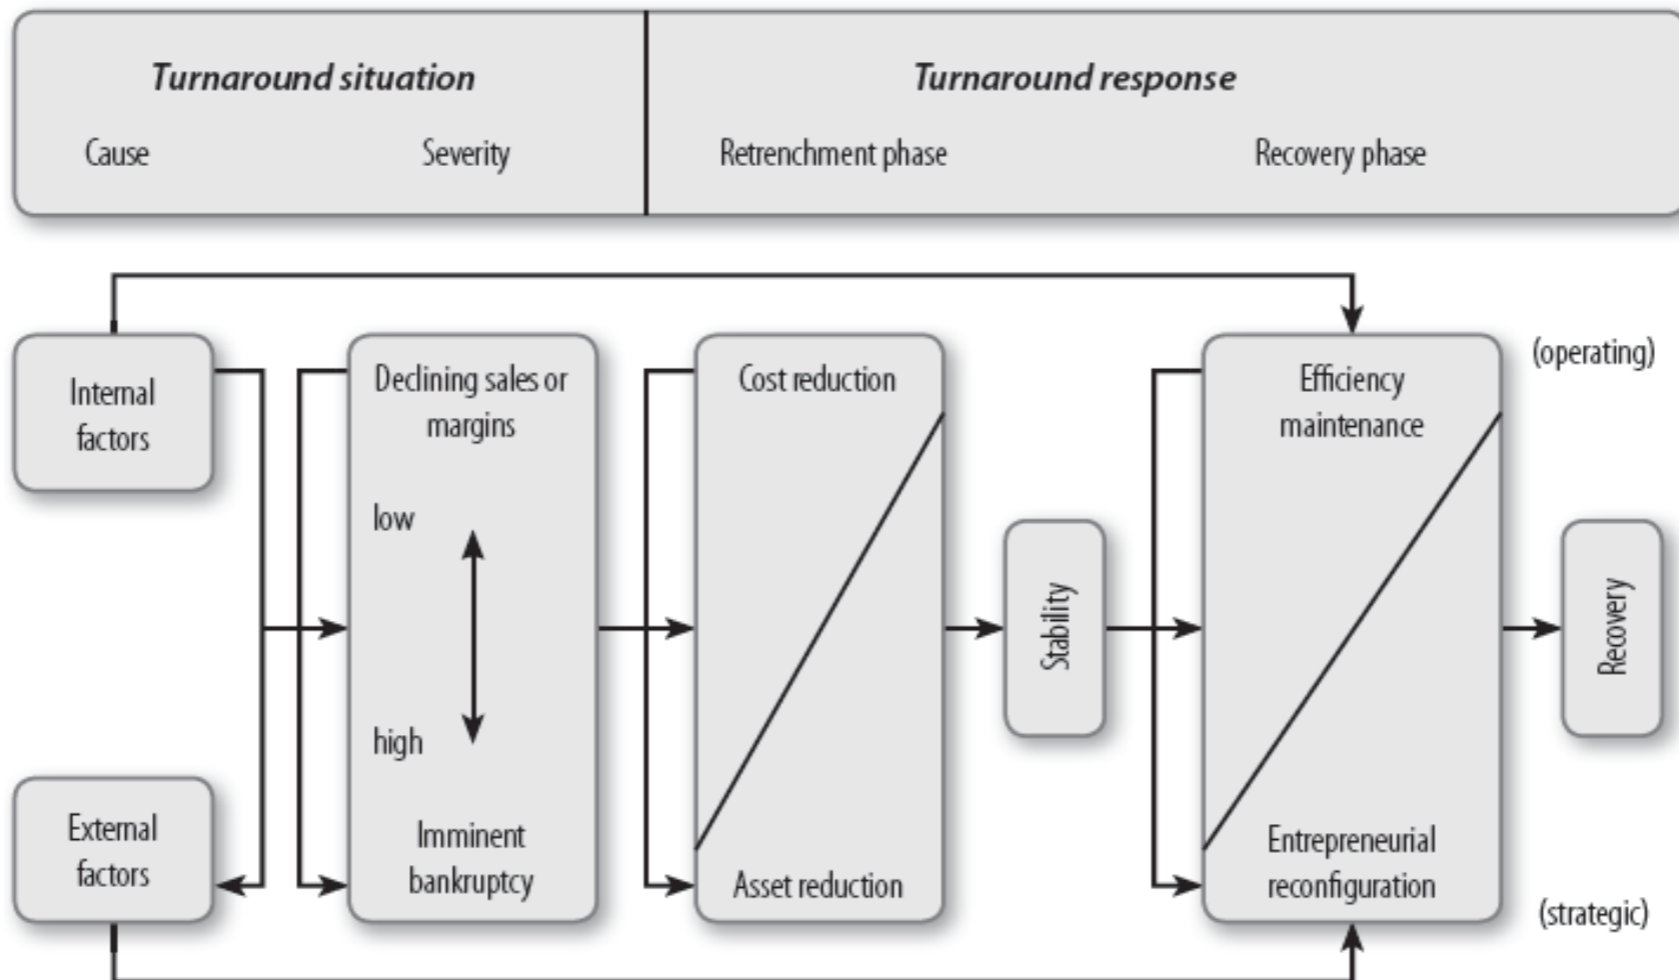 Turnaround situation
Turnaround response
Cause
Severity
Retrenchment phase
Recovery phase
Internal
factors
External
factors
Declining sales or
margins
low
high
Imminent
bankruptcy
Cost reduction
Asset reduction
Stability
Efficiency
maintenance
Entrepreneurial
reconfiguration
(operating)
Recovery
(strategic)